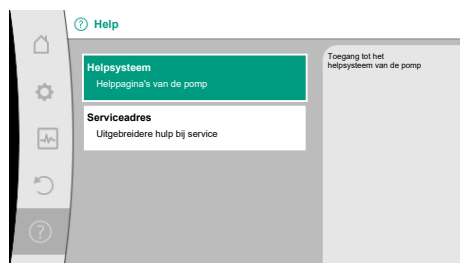 Help
Helpsysteem
Helppagina's van de pomp
Serviceadres
Uitgebreidere hulp bij service
Toegang tot het
helpsysteem van de pomp